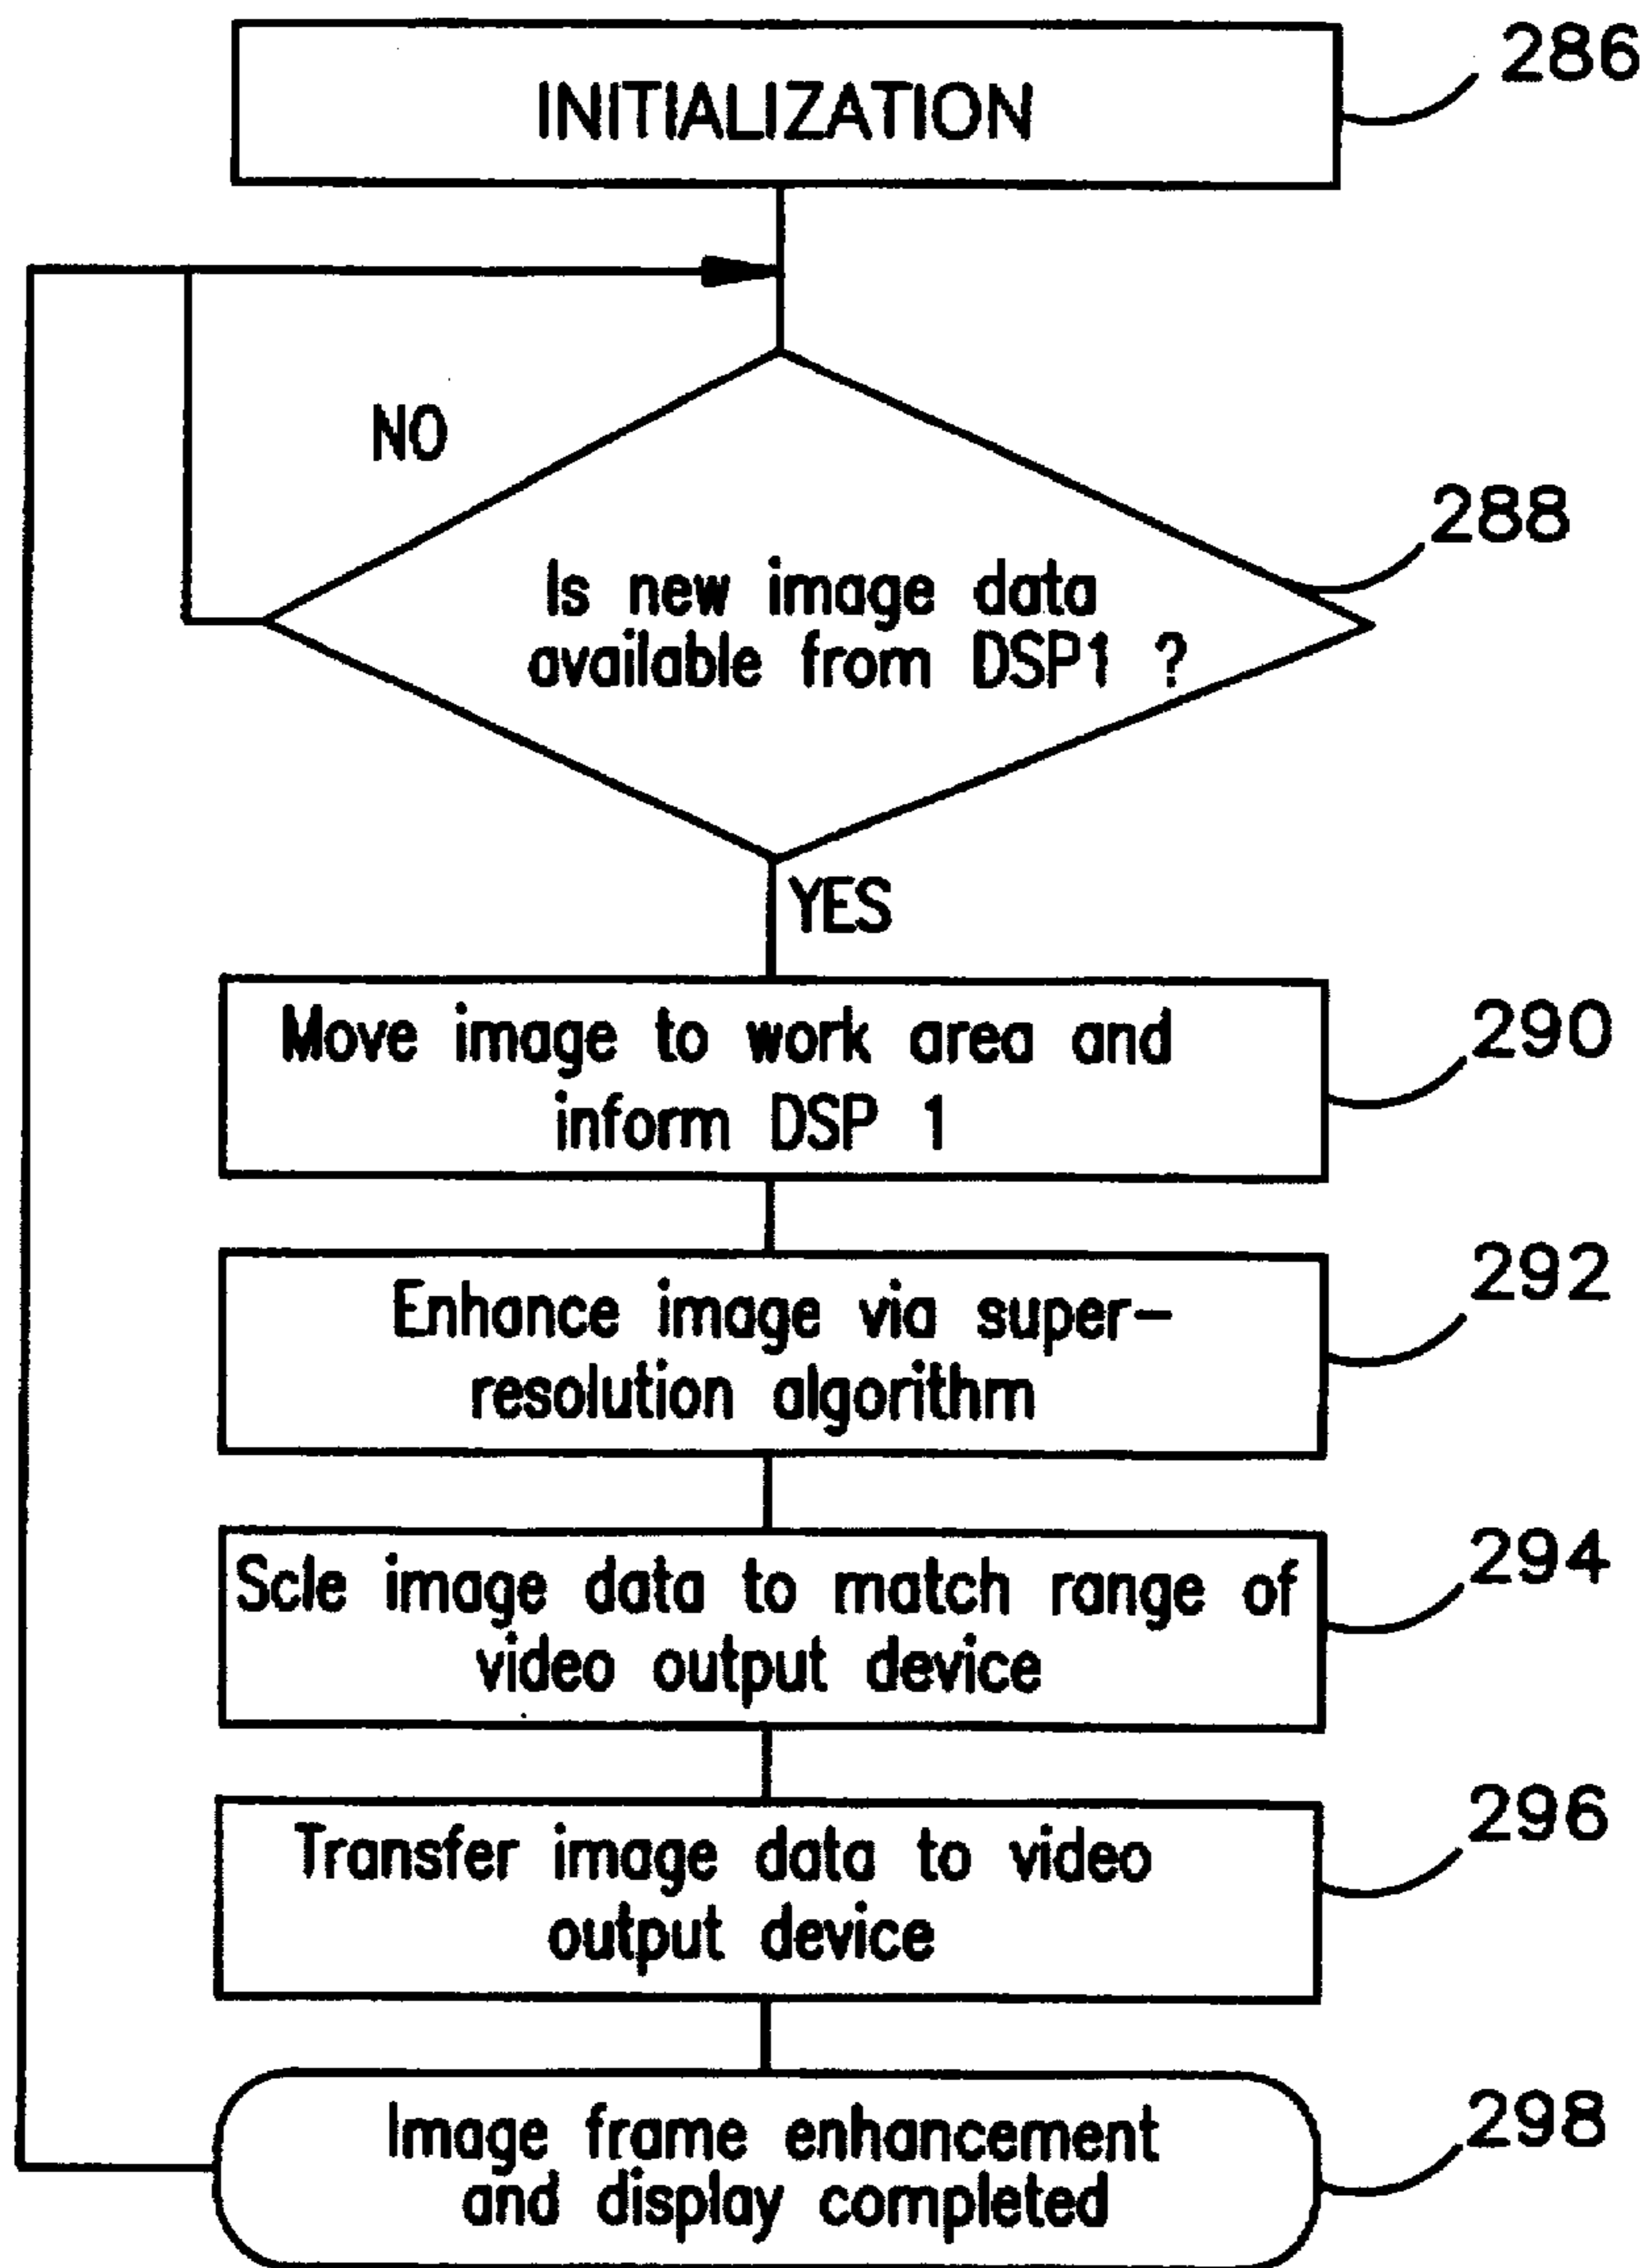 INITIALIZATION
286
NO
288
Is new image data
available from DSP1 ?
YES
Move image to work area and
inform DSP 1
290
Enhance image via super-
resolution algorithm
292
Scle image data to match range of
video output device
294
Transfer image data to video
output device
296
Image frame enhancement
and display completed
298